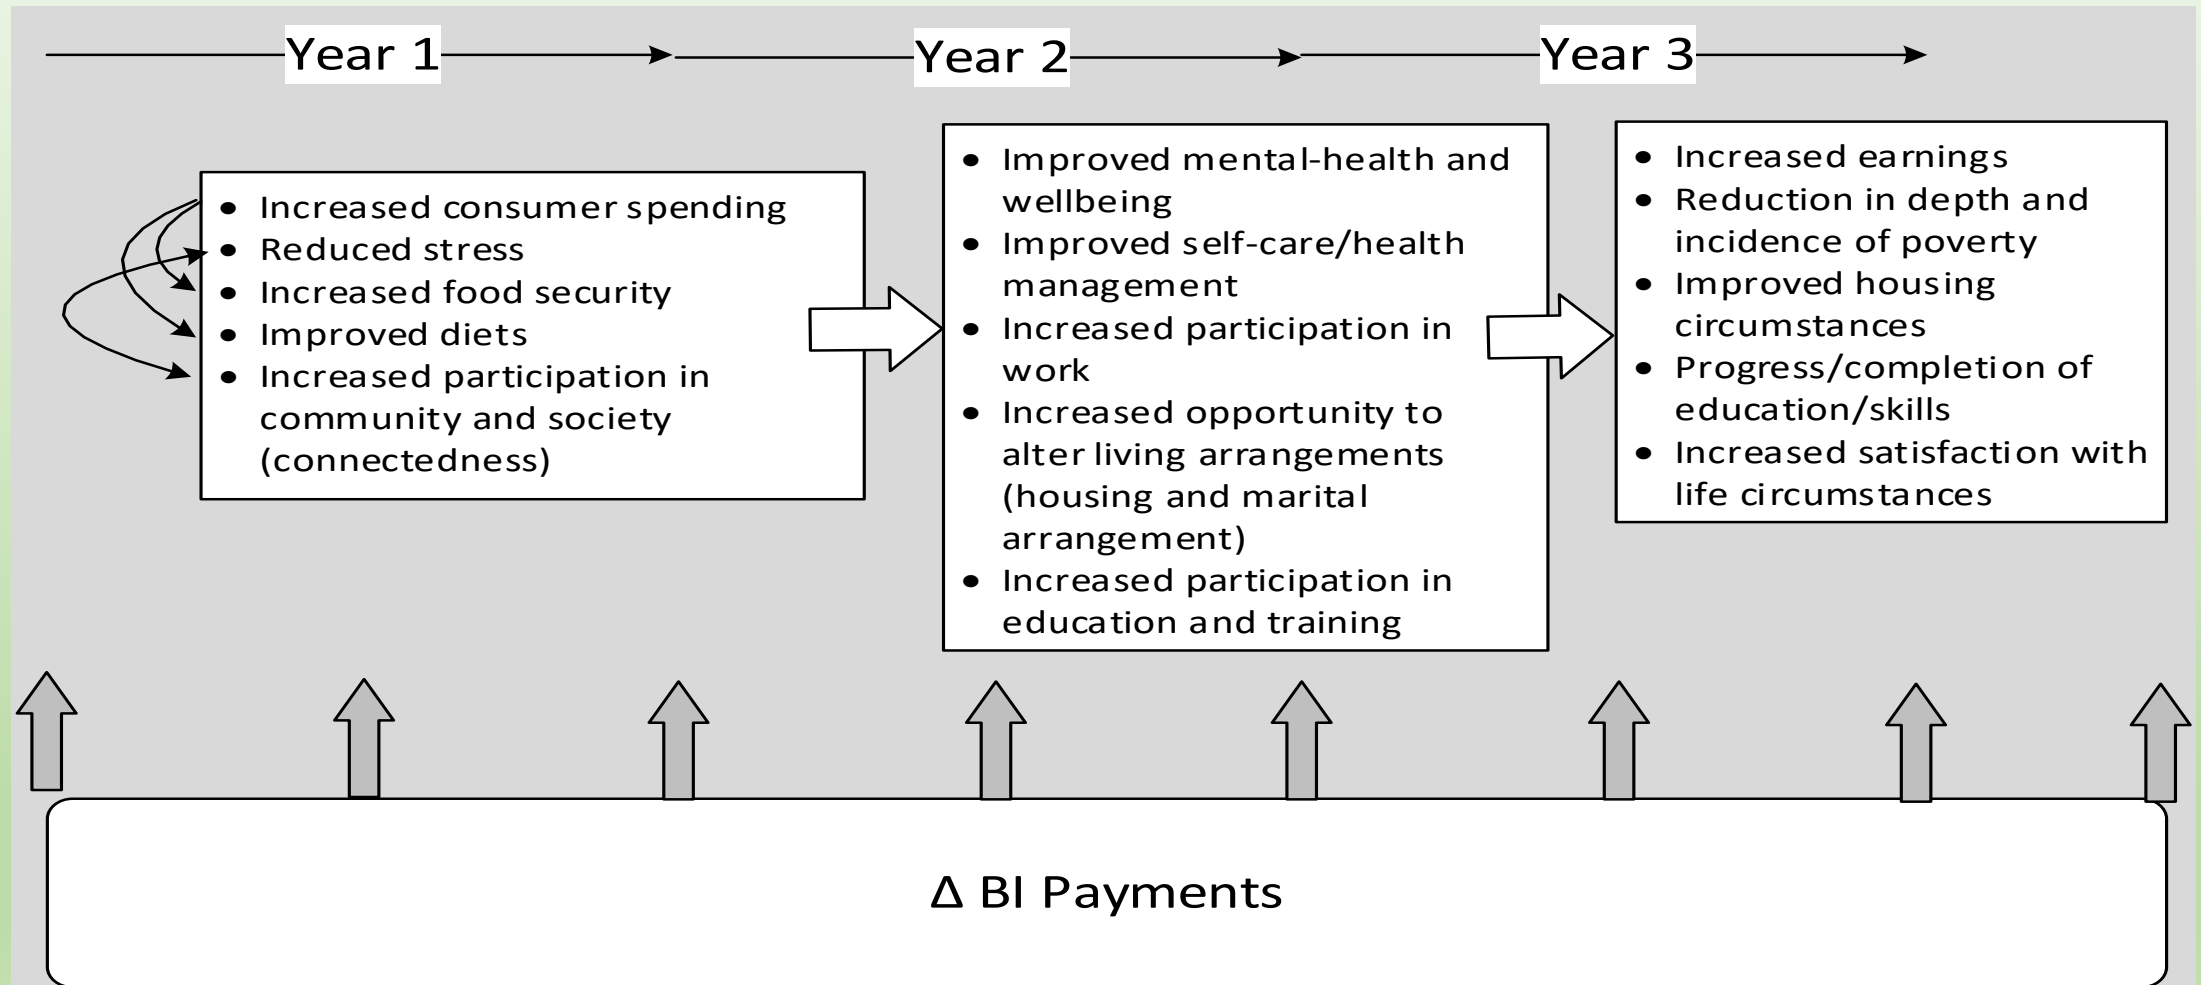 Year 1
Year 2
Year 3
• Increased consumer spending
• Reduced stress
• Increased food security
• Improved diets
• Increased participation in
community and society
(connectedness)
• Improved mental-health and
wellbeing
• Improved self-care/health
management
• Increased participation in
work
• Increased opportunity to
alter living arrangements
(housing and marital
arrangement)
• Increased participation in
education and training
• Increased earnings
• Reduction in depth and
incidence of poverty
• Improved housing
circumstances
• Progress/completion of
education/skills
• Increased satisfaction with
life circumstances
Δ BI Payments